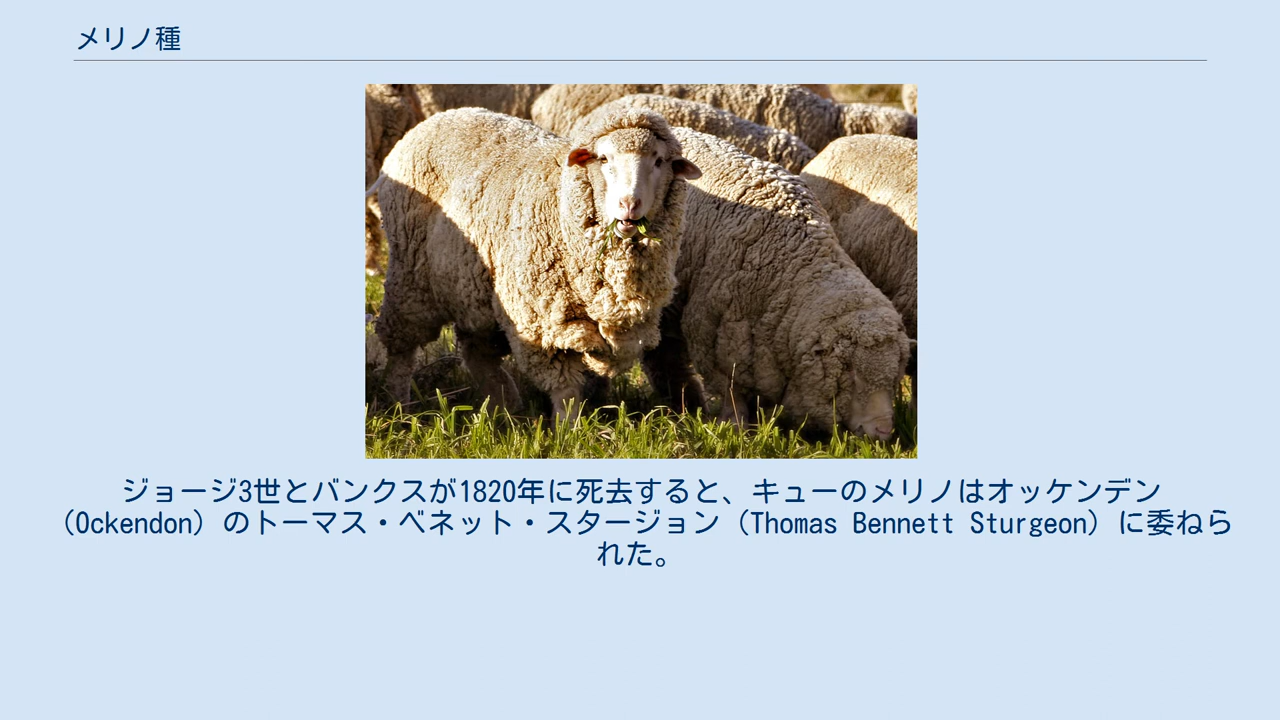 メリノ種
ジョージ3世とバンクスが1820年に死去すると、キューのメリノはオッケンデン
（Ockendon）のトーマス・ベネット・スタージョン（Thomas Bennett Sturgeon）に委ねら
れた。